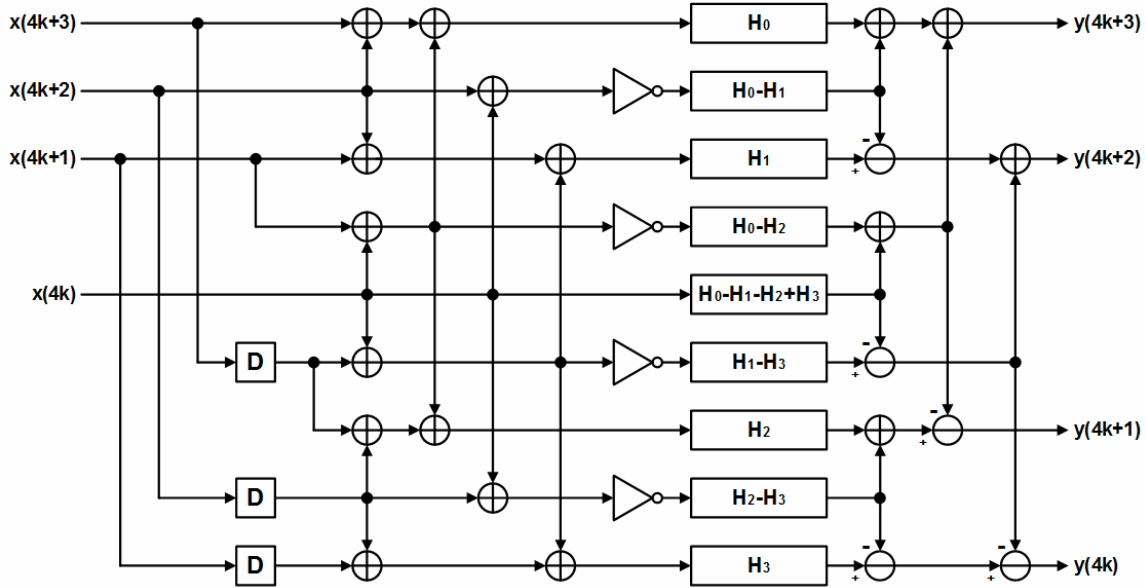 x(4k+3) H0 y(4k+3)
x(4k+2) H0-H1
x(4k+1) H1 - + y(4k+2)
H0-H2
x(4k) H0-H1-H2+H3
D H1-H3 - +
H2 - + y(4k+1)
D H2-H3
D H3 - + - + y(4k)